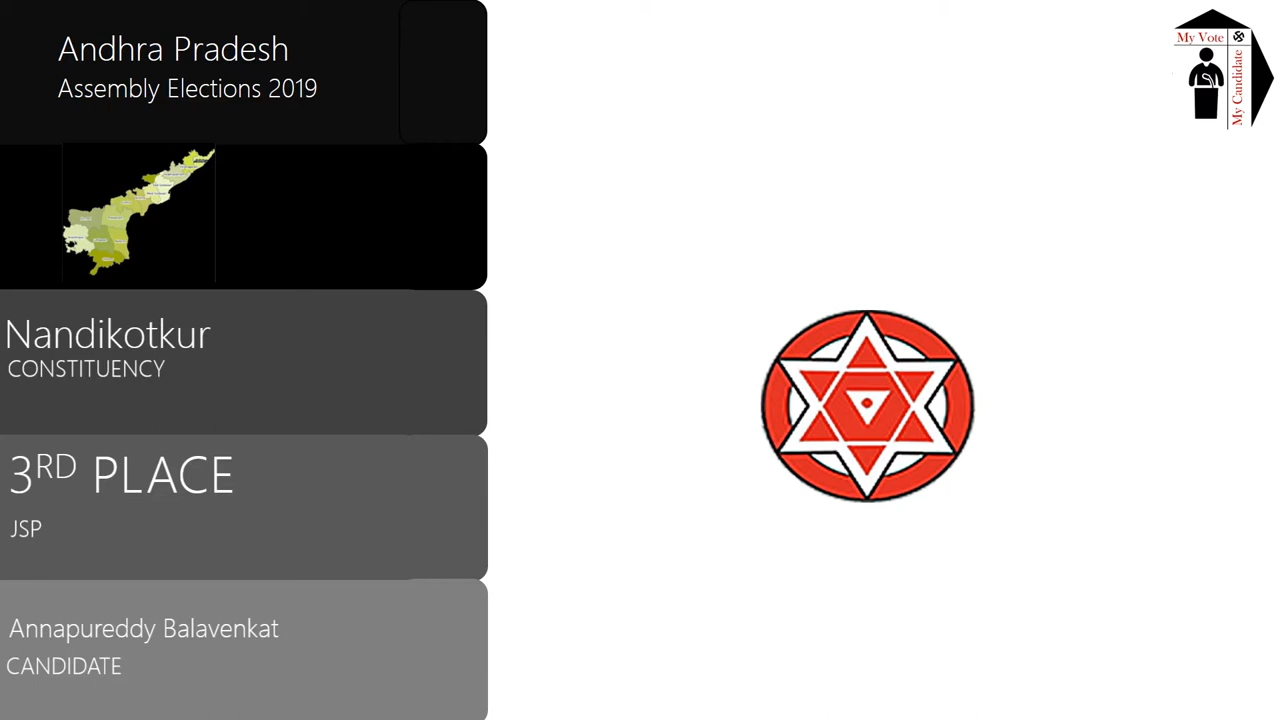 Andhra Pradesh
Assembly Elections 2019
My Vote
My Candidate
Nandikotkur
CONSTITUENCY
3RD PLACE
JSP
Annapureddy Balavenkat
CANDIDATE